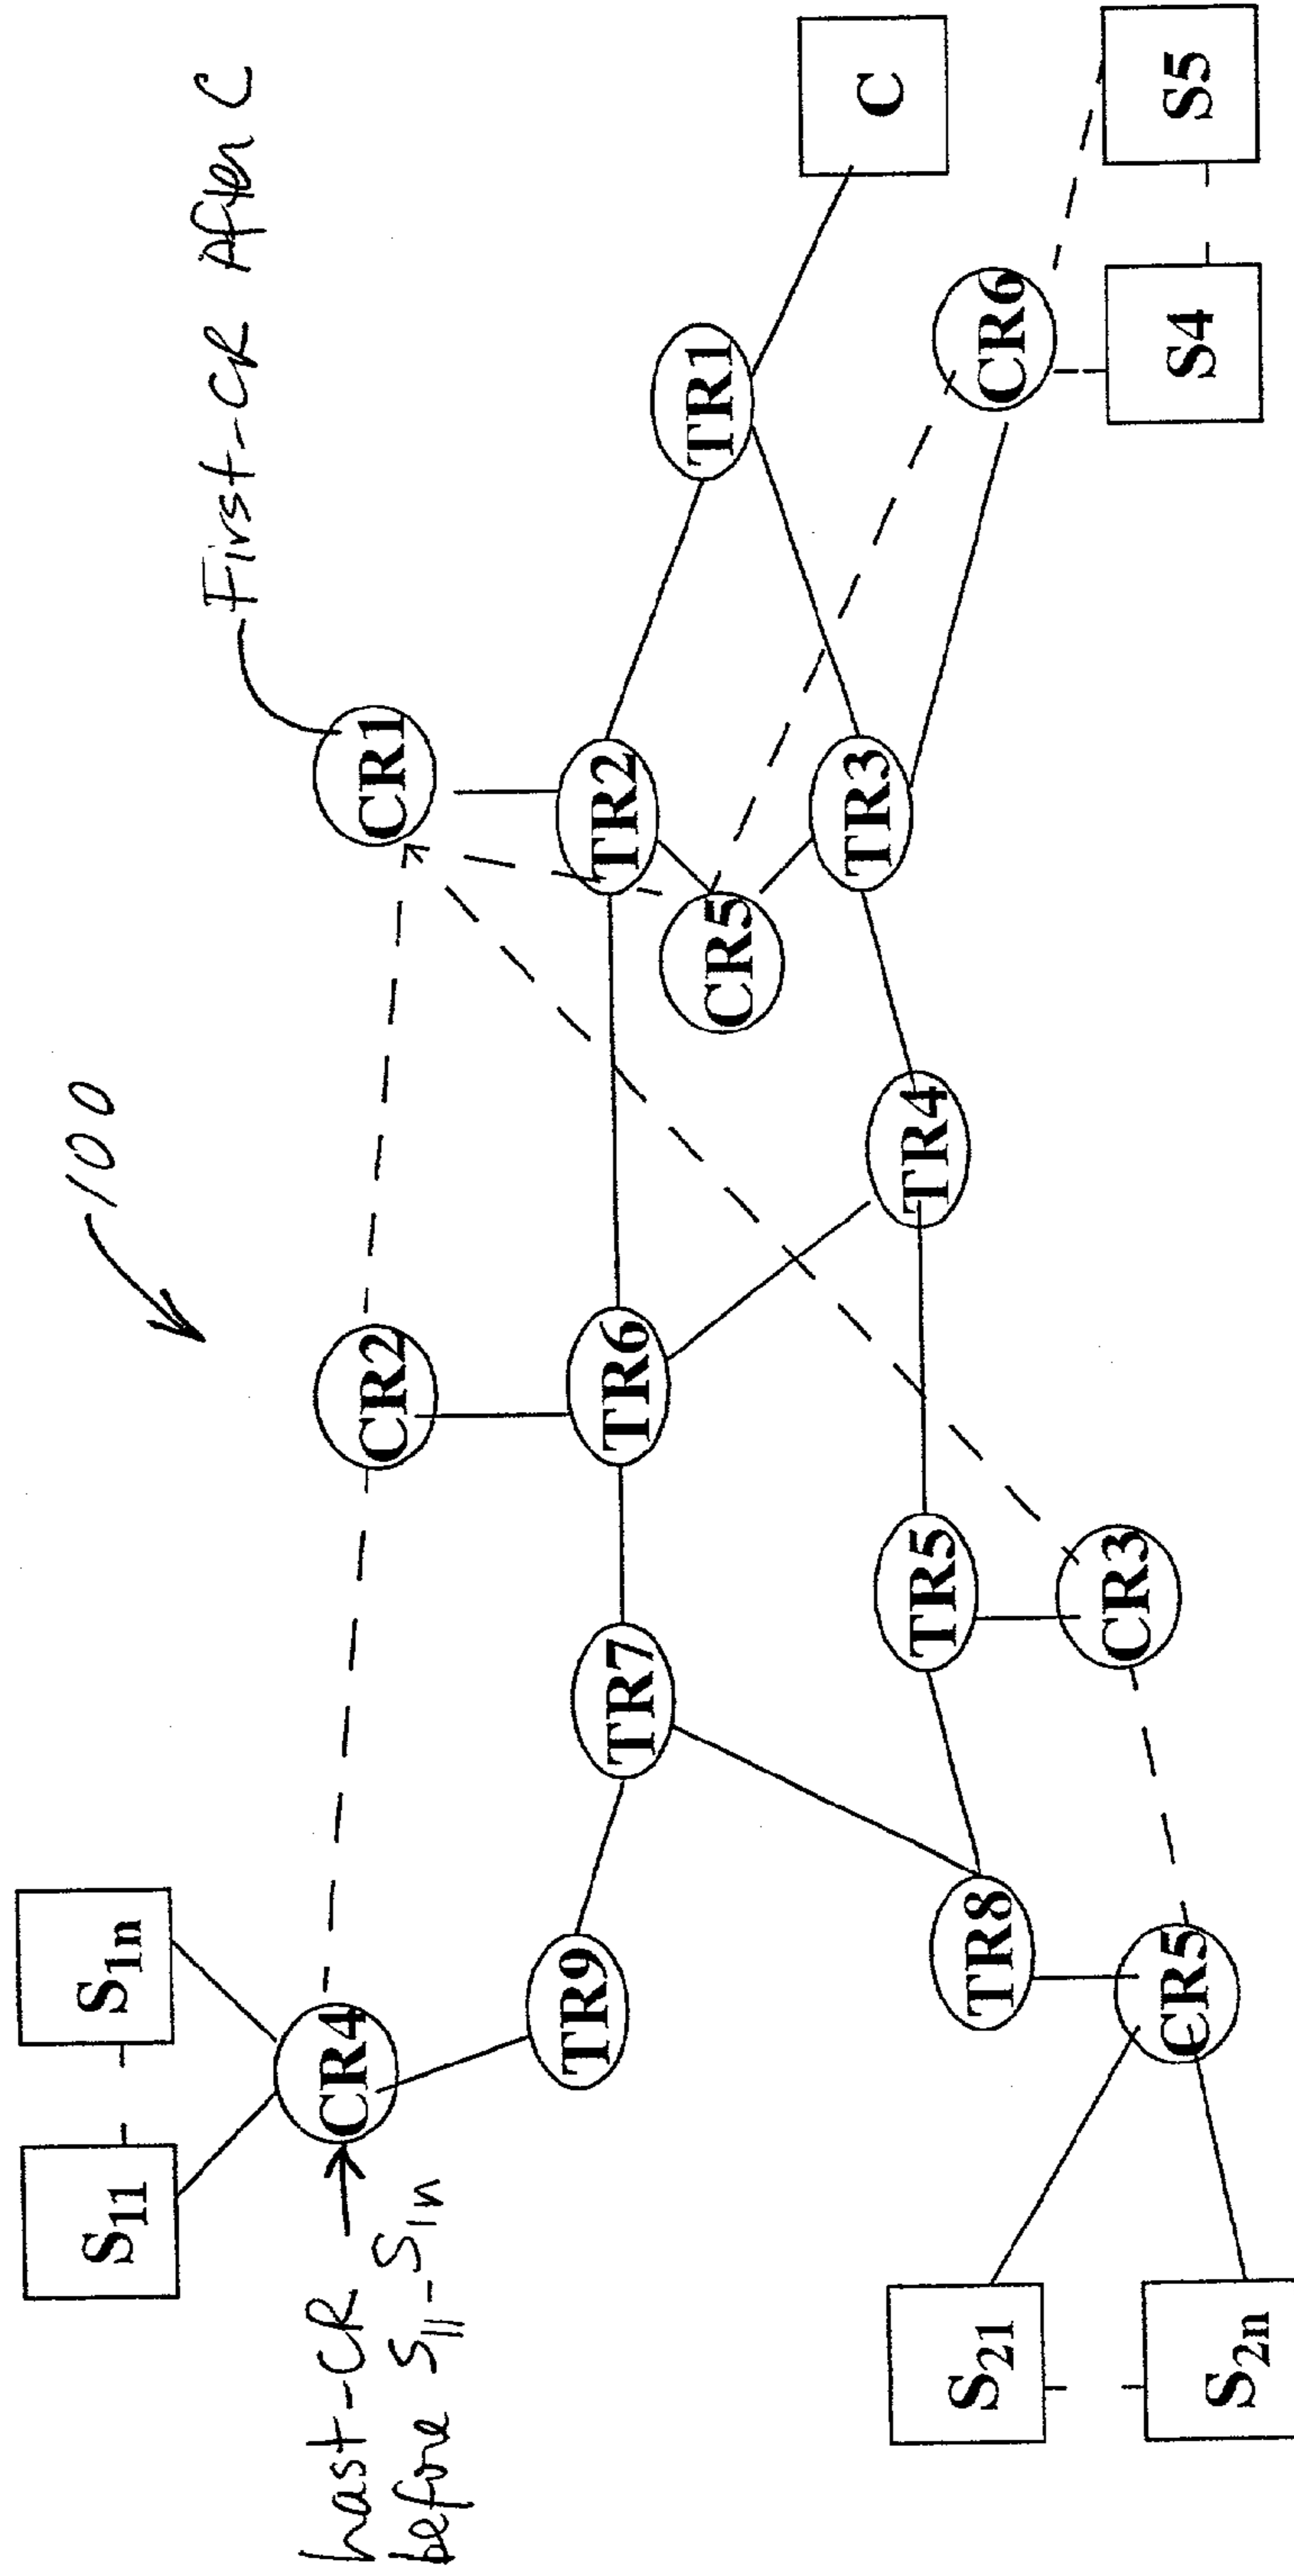 100
S11
S1n
First-CR After C
Last-CR
before S11-S1n
CR4
CR2
CR1
TR9
TR7
TR6
TR2
TR1
CR5
TR3
C
S21
TR8
TR5
TR4
CR6
CR5
CR3
S4
S5
S2n